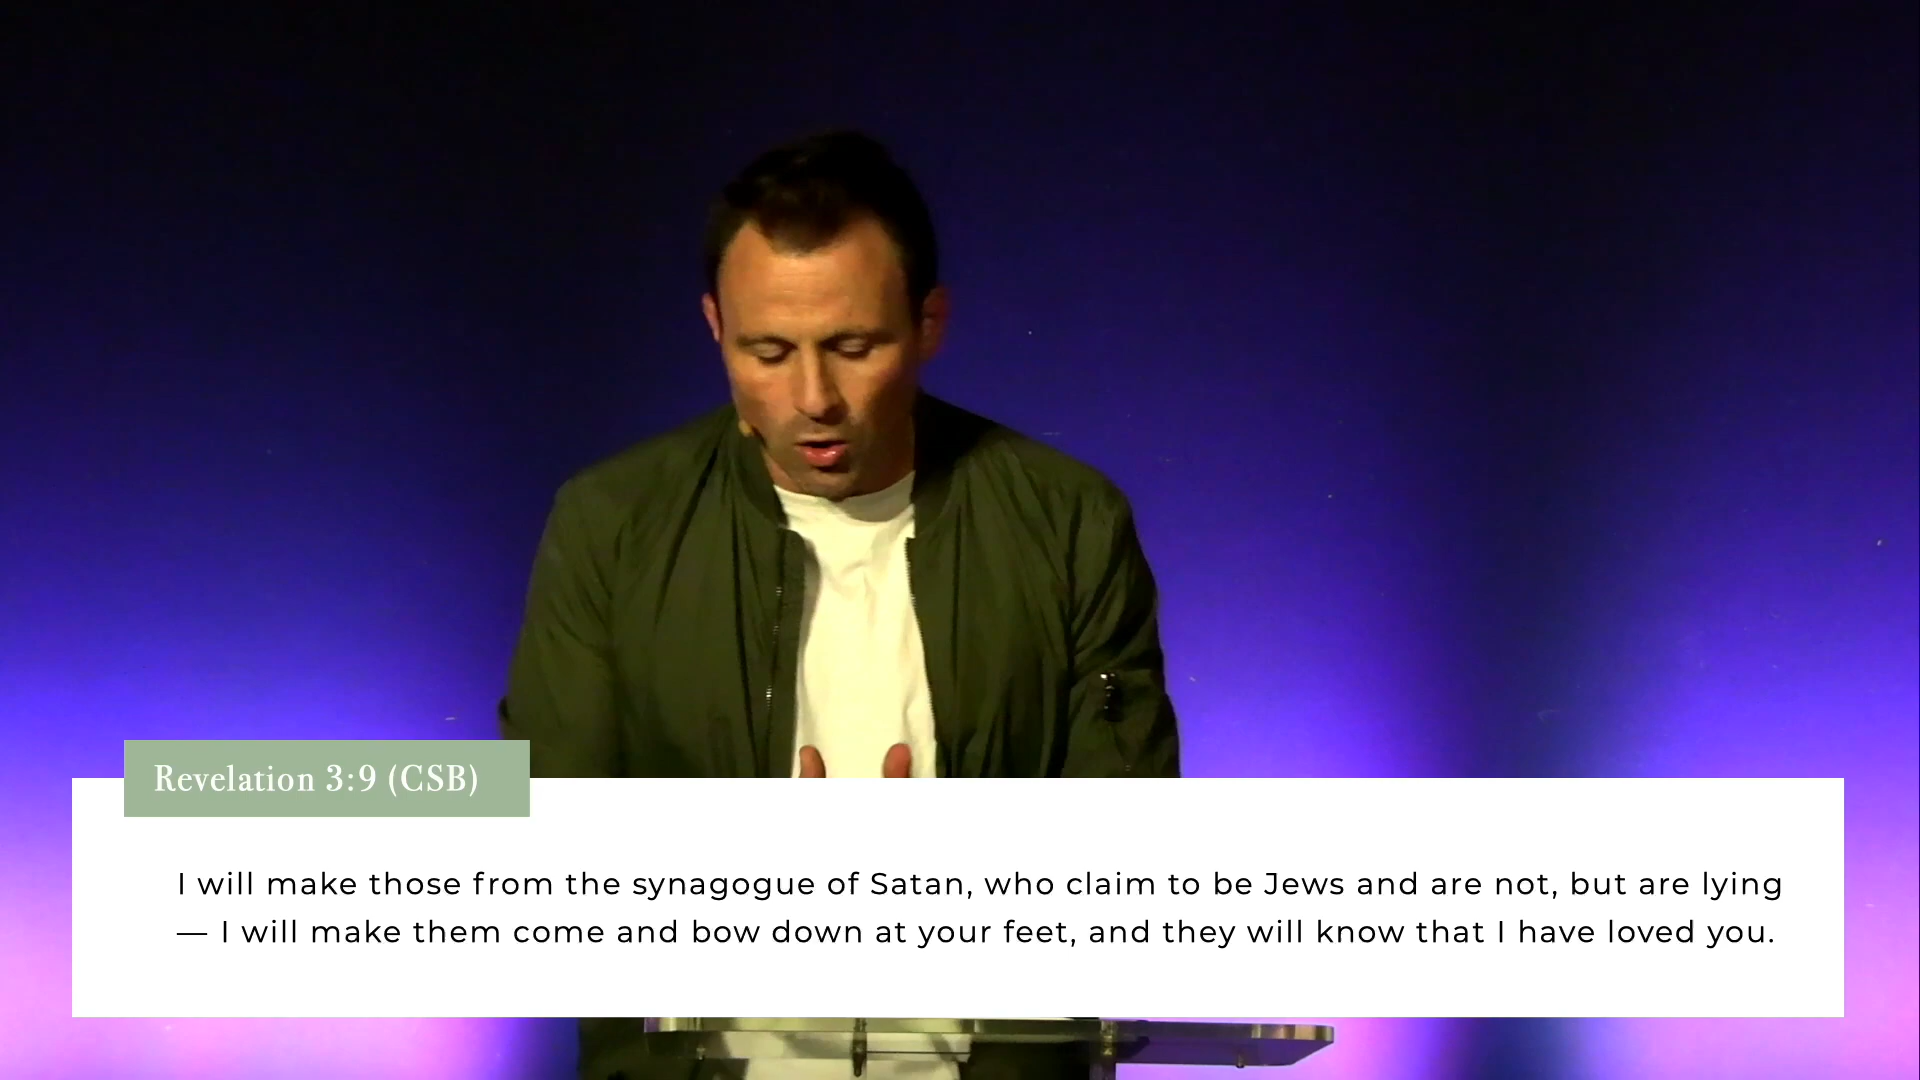 Revelation 3:9 (CSB)
I will make those from the synagogue of Satan, who claim to be Jews and are not, but are lying
— I will make them come and bow down at your feet, and they will know that I have loved you.